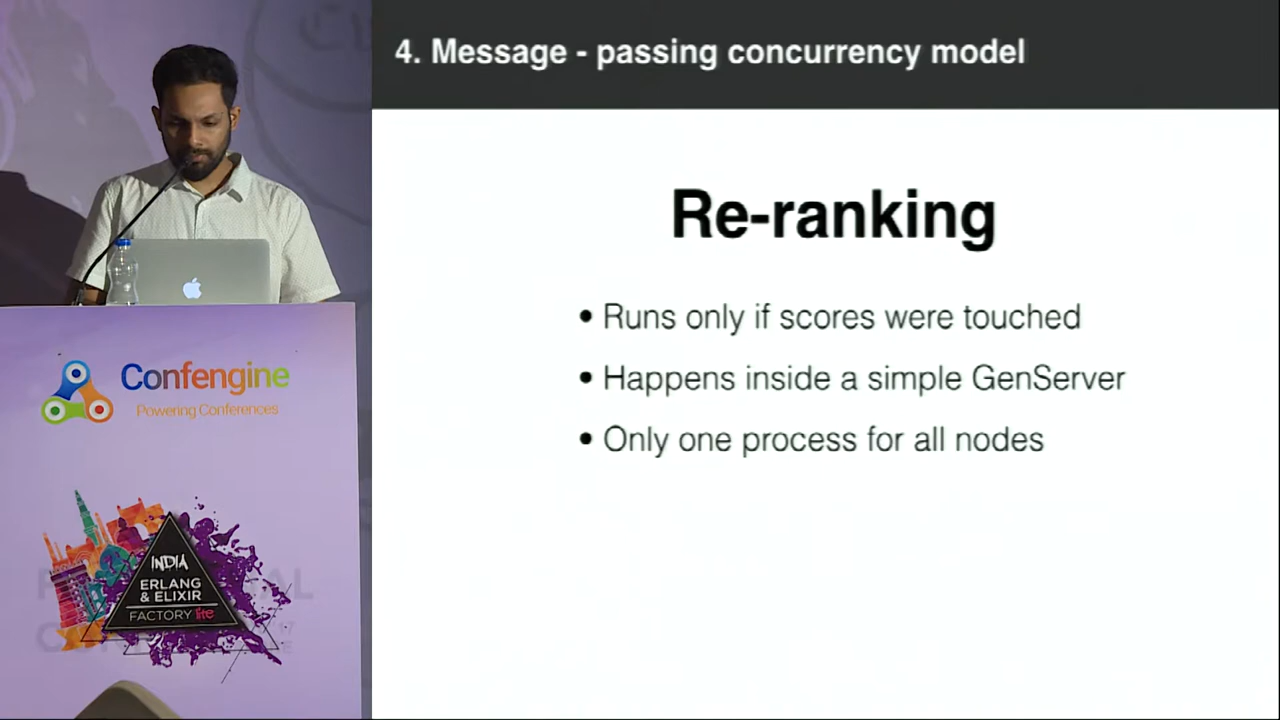 4. Message - passing concurrency model
Re-ranking
• Runs only if scores were touched
• Happens inside a simple GenServer
• Only one process for all nodes
Confengine
Powering Conferences
INDIA
ERLANG
& ELIXIR
FACTORY lite